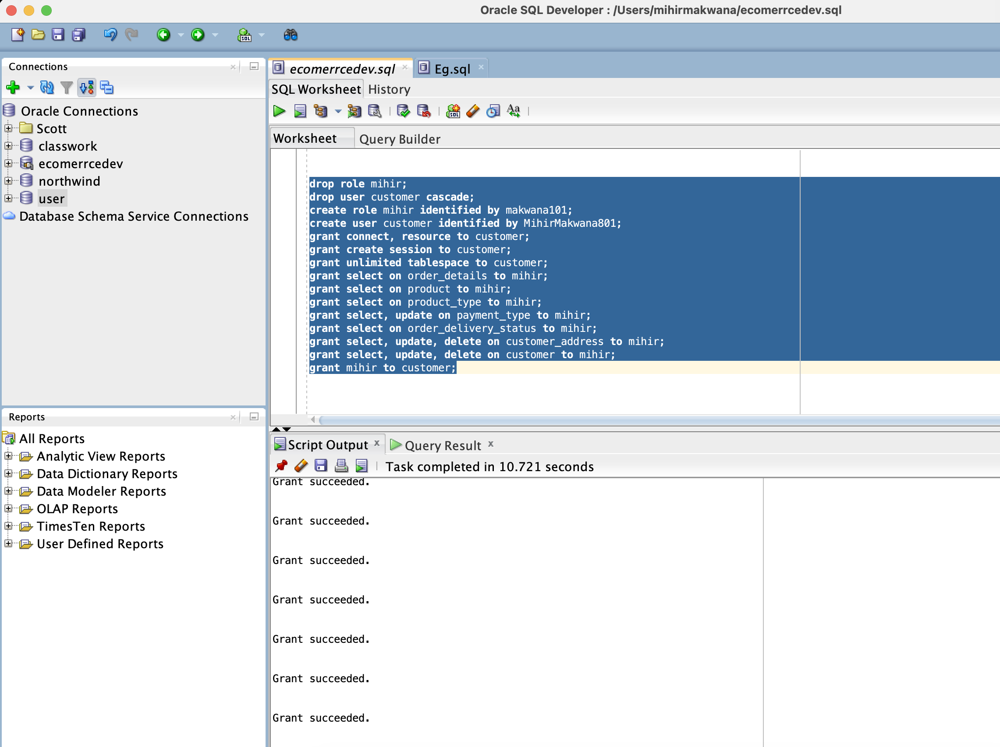 Oracle SQL Developer : /Users/mihirmakwana/ecomerrcedev.sql
SQL
Connections
Oracle Connections
Scott
classwork
ecomerrcedev
northwind
user
Database Schema Service Connections
Reports
All Reports
Analytic View Reports
Data Dictionary Reports
Data Modeler Reports
OLAP Reports
TimesTen Reports
User Defined Reports
ecomerrcedev.sql
Eg.sql
SQL Worksheet
History
SQL
Aa
Worksheet
Query Builder
drop role mihir;
drop user customer cascade;
create role mihir identified by makwana101;
create user customer identified by MihirMakwana801;
grant connect, resource to customer;
grant create session to customer;
grant unlimited tablespace to customer;
grant select on order_details to mihir;
grant select on product to mihir;
grant select on product_type to mihir;
grant select, update on payment_type to mihir;
grant select on order_delivery_status to mihir;
grant select, update, delete on customer_address to mihir;
grant select, update, delete on customer to mihir;
grant mihir to customer;
Script Output
Query Result
Task completed in 10.721 seconds
Grant succeeded.
Grant succeeded.
Grant succeeded.
Grant succeeded.
Grant succeeded.
Grant succeeded.
Grant succeeded.